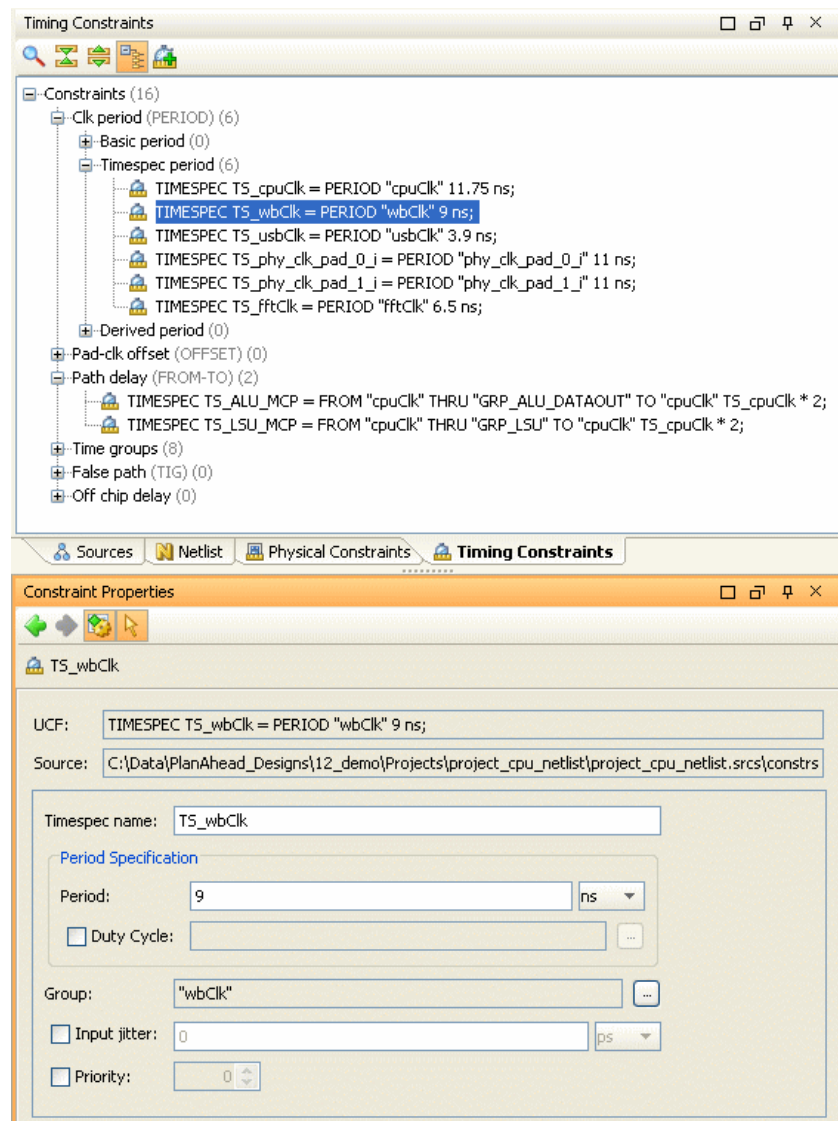 Timing Constraints
Constraints (16)
Clk period (PERIOD) (6)
Basic period (0)
Timespec period (6)
TIMESPEC TS_cpuClk = PERIOD "cpuClk" 11.75 ns;
TIMESPEC TS_wbClk = PERIOD "wbClk" 9 ns;
TIMESPEC TS_usbClk = PERIOD "usbClk" 3.9 ns;
TIMESPEC TS_phy_clk_pad_0_i = PERIOD "phy_clk_pad_0_i" 11 ns;
TIMESPEC TS_phy_clk_pad_1_i = PERIOD "phy_clk_pad_1_i" 11 ns;
TIMESPEC TS_fftClk = PERIOD "fftClk" 6.5 ns;
Derived period (0)
Pad-clk offset (OFFSET) (0)
Path delay (FROM-TO) (2)
TIMESPEC TS_ALU_MCP = FROM "cpuClk" THRU "GRP_ALU_DATAOUT" TO "cpuClk" TS_cpuClk * 2;
TIMESPEC TS_LSU_MCP = FROM "cpuClk" THRU "GRP_LSU" TO "cpuClk" TS_cpuClk * 2;
Time groups (8)
False path (TIG) (0)
Off chip delay (0)
Sources Netlist Physical Constraints Timing Constraints
Constraint Properties
TS_wbClk
UCF: TIMESPEC TS_wbClk = PERIOD "wbClk" 9 ns;
Source: C:\Data\PlanAhead_Designs\12_demo\Projects\project_cpu_netlist\project_cpu_netlist.srcs\constrs
Timespec name: TS_wbClk
Period Specification
Period: 9 ns
Duty Cycle: ...
Group: "wbClk" ...
Input jitter: 0 ps
Priority: 0